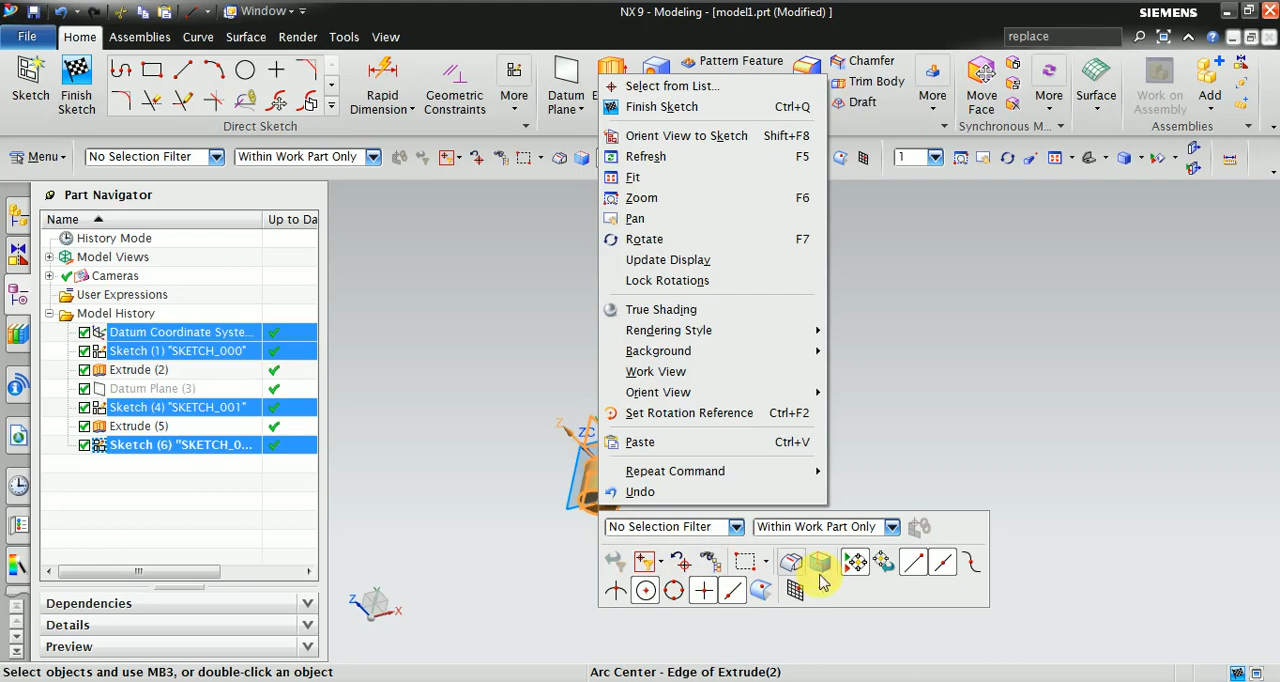 Window
NX 9 - Modeling - [model1.prt (Modified) ]
SIEMENS
File
Home
Assemblies
Curve
Surface
Render
Tools
View
replace
Sketch
Finish
Sketch
Direct Sketch
Rapid
Dimension
Geometric
Constraints
More
Datum
Plane
Pattern Feature
Chamfer
Trim Body
Draft
More
Move
Face
More
Synchronous M...
Surface
Work on
Assembly
Add
Assemblies
Menu
No Selection Filter
Within Work Part Only
1
Part Navigator
Name
Up to Da
History Mode
Model Views
Cameras
User Expressions
Model History
Datum Coordinate Syste...
Sketch (1) "SKETCH_000"
Extrude (2)
Datum Plane (3)
Sketch (4) "SKETCH_001"
Extrude (5)
Sketch (6) "SKETCH_0...
Dependencies
Details
Preview
Select from List...
Finish Sketch Ctrl+Q
Orient View to Sketch Shift+F8
Refresh F5
Fit
Zoom F6
Pan
Rotate F7
Update Display
Lock Rotations
True Shading
Rendering Style
Background
Work View
Orient View
Set Rotation Reference Ctrl+F2
Paste Ctrl+V
Repeat Command
Undo
No Selection Filter
Within Work Part Only
Z
ZC
Y
Z
X
Select objects and use MB3, or double-click an object
Arc Center - Edge of Extrude(2)